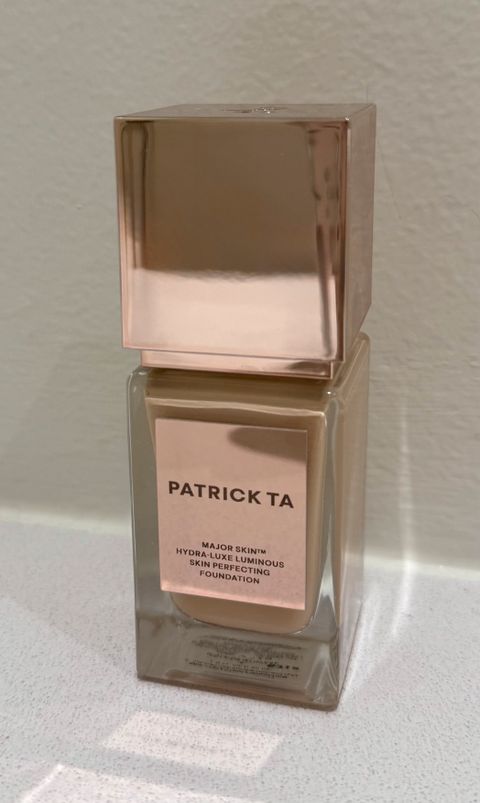 PATRICK TA
MAJOR SKIN™
HYDRA-LUXE LUMINOUS
SKIN PERFECTING
FOUNDATION